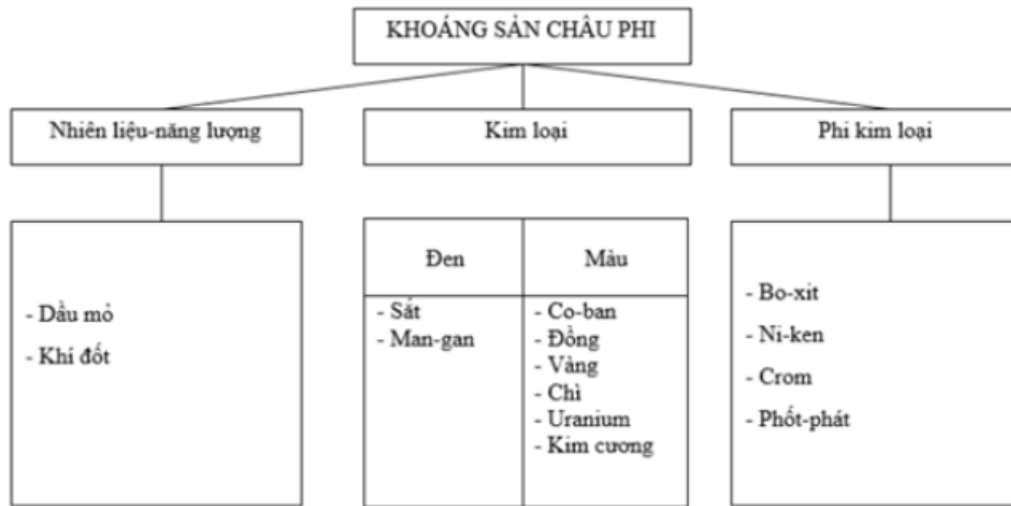 KHOÁNG SẢN CHÂU PHI
Nhiên liệu-năng lượng
Kim loại
Phi kim loại
- Dầu mỏ
- Khí đốt
Đen
Màu
- Sắt
- Man-gan
- Co-ban
- Đồng
- Vàng
- Chì
- Uranium
- Kim cương
- Bo-xit
- Ni-ken
- Crom
- Phốt-phát